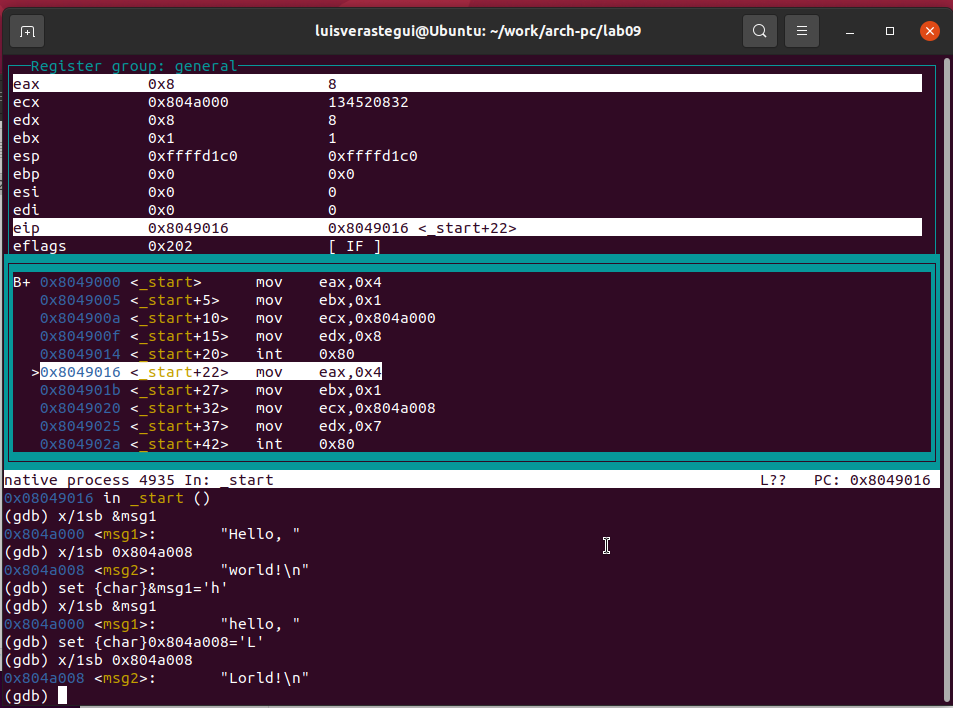 luisverastegui@Ubuntu: ~/work/arch-pc/lab09
Register group: general
eax 0x8 8
ecx 0x804a000 134520832
edx 0x8 8
ebx 0x1 1
esp 0xffffd1c0 0xffffd1c0
ebp 0x0 0x0
esi 0x0 0
edi 0x0 0
eip 0x8049016 0x8049016 <_start+22>
eflags 0x202 [ IF ]
B+ 0x8049000 <_start> mov eax,0x4
0x8049005 <_start+5> mov ebx,0x1
0x804900a <_start+10> mov ecx,0x804a000
0x804900f <_start+15> mov edx,0x8
0x8049014 <_start+20> int 0x80
>0x8049016 <_start+22> mov eax,0x4
0x804901b <_start+27> mov ebx,0x1
0x8049020 <_start+32> mov ecx,0x804a008
0x8049025 <_start+37> mov edx,0x7
0x804902a <_start+42> int 0x80
native process 4935 In: _start L?? PC: 0x8049016
0x08049016 in _start ()
(gdb) x/1sb &msg1
0x804a000 <msg1>: "Hello, "
(gdb) x/1sb 0x804a008
0x804a008 <msg2>: "world!\n"
(gdb) set {char}&msg1='h'
(gdb) x/1sb &msg1
0x804a000 <msg1>: "hello, "
(gdb) set {char}0x804a008='L'
(gdb) x/1sb 0x804a008
0x804a008 <msg2>: "Lorld!\n"
(gdb)